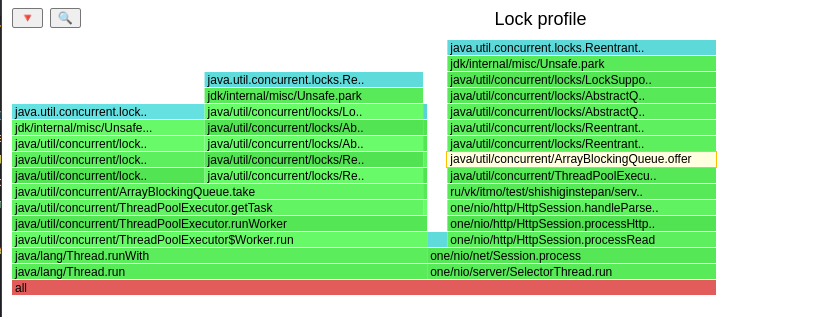 Lock profile
java.util.concurrent.locks.Reentrant..
jdk/internal/misc/Unsafe.park
java.util.concurrent.locks.Re..
java/util/concurrent/locks/LockSuppo..
jdk/internal/misc/Unsafe.park
java/util/concurrent/locks/AbstractQ..
java.util.concurrent.lock..
java/util/concurrent/locks/Lo..
java/util/concurrent/locks/AbstractQ..
jdk/internal/misc/Unsafe...
java/util/concurrent/locks/Ab..
java/util/concurrent/locks/Reentr..
java/util/concurrent/lock..
java/util/concurrent/locks/Ab..
java/util/concurrent/locks/Reentr..
java/util/concurrent/lock..
java/util/concurrent/locks/Re..
java/util/concurrent/ArrayBlockingQueue.offer
java/util/concurrent/lock..
java/util/concurrent/locks/Re..
java/util/concurrent/ThreadPoolExecu..
java/util/concurrent/ArrayBlockingQueue.take
ru/vk/itmo/test/shishiginstepan/serv..
java/util/concurrent/ThreadPoolExecutor.getTask
one/nio/http/HttpSession.handleParse..
java/util/concurrent/ThreadPoolExecutor.runWorker
one/nio/http/HttpSession.processHttp..
java/util/concurrent/ThreadPoolExecutor$Worker.run
one/nio/http/HttpSession.processRead
java/lang/Thread.runWith
one/nio/net/Session.process
java/lang/Thread.run
one/nio/server/SelectorThread.run
all